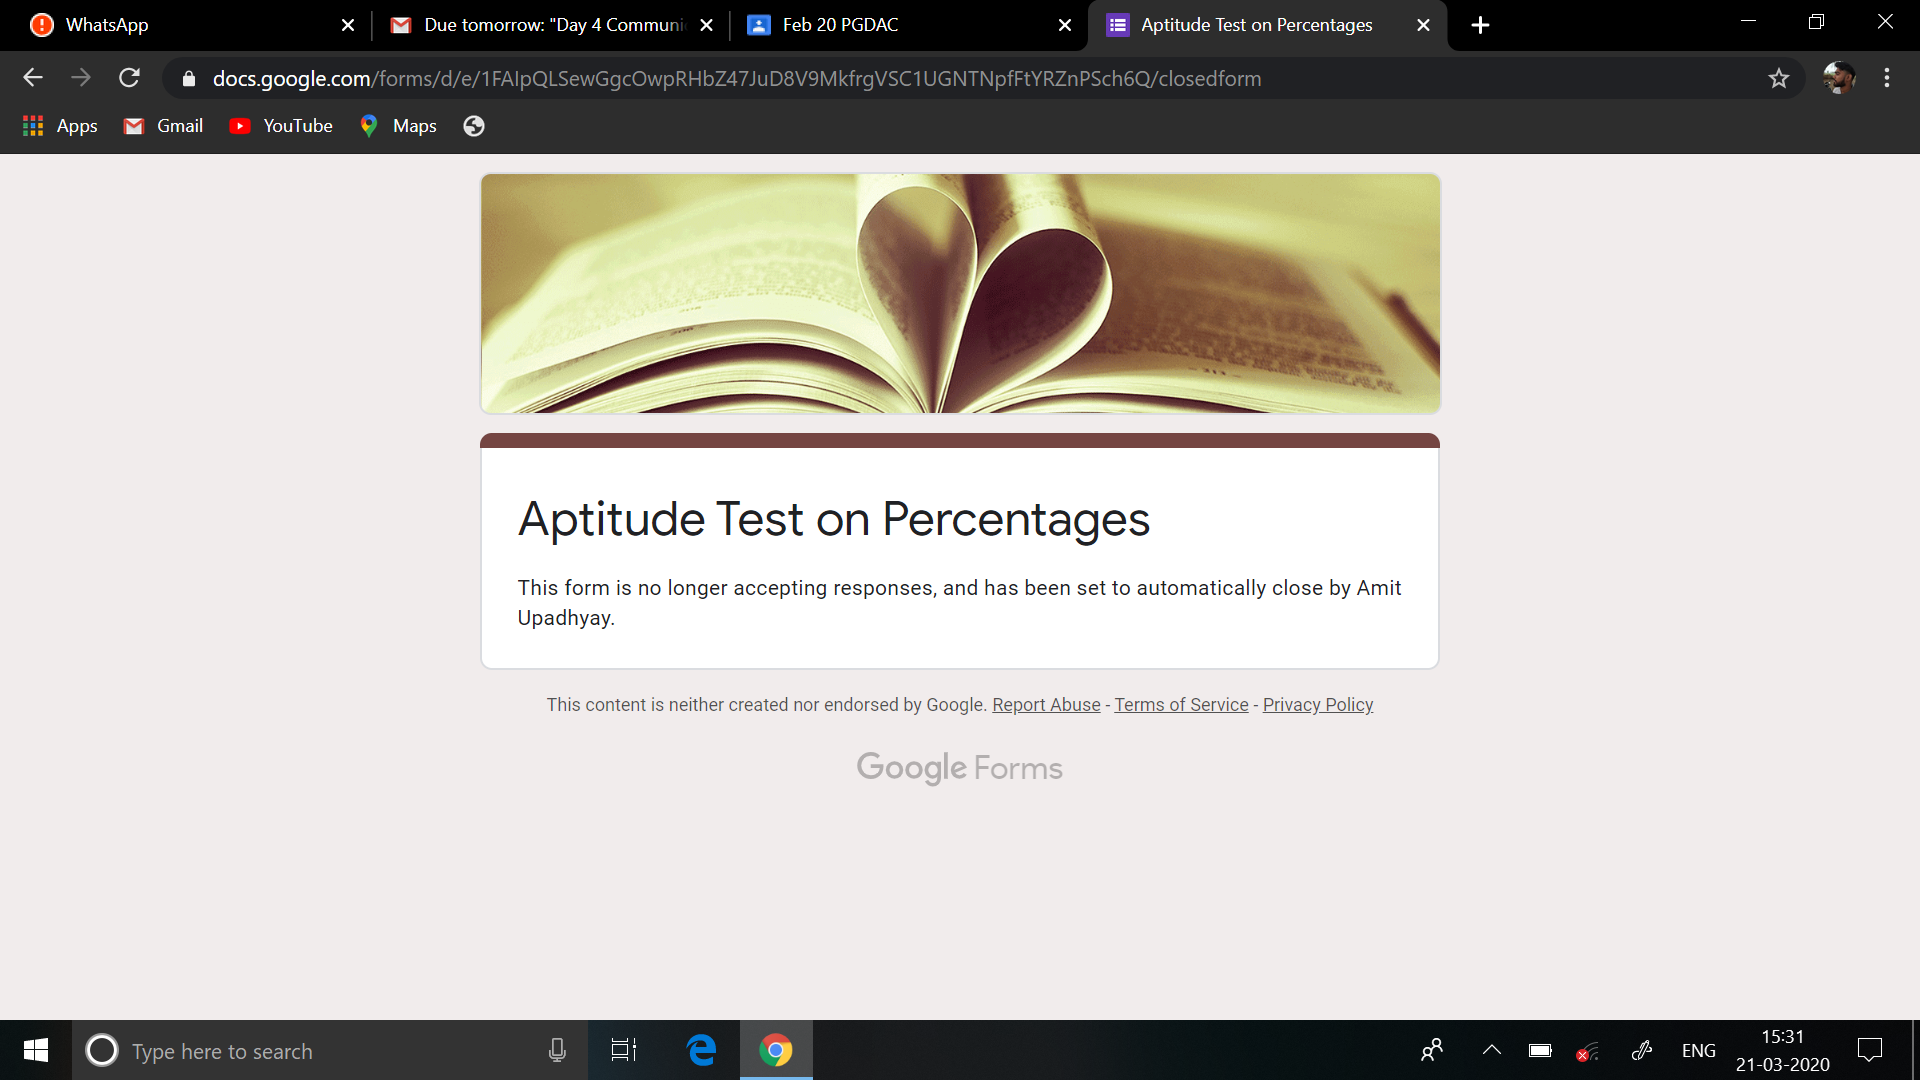 WhatsApp
Due tomorrow: "Day 4 Communi
Feb 20 PGDAC
Aptitude Test on Percentages
docs.google.com/forms/d/e/1FAIpQLSewGgcOwpRHbZ47JuD8V9MkfrgVSC1UGNTNpfFtYRZnPSch6Q/closedform
Apps
Gmail
YouTube
Maps
Aptitude Test on Percentages
This form is no longer accepting responses, and has been set to automatically close by Amit
Upadhyay.
This content is neither created nor endorsed by Google. Report Abuse - Terms of Service - Privacy Policy
Google Forms
Type here to search
ENG
15:31
21-03-2020